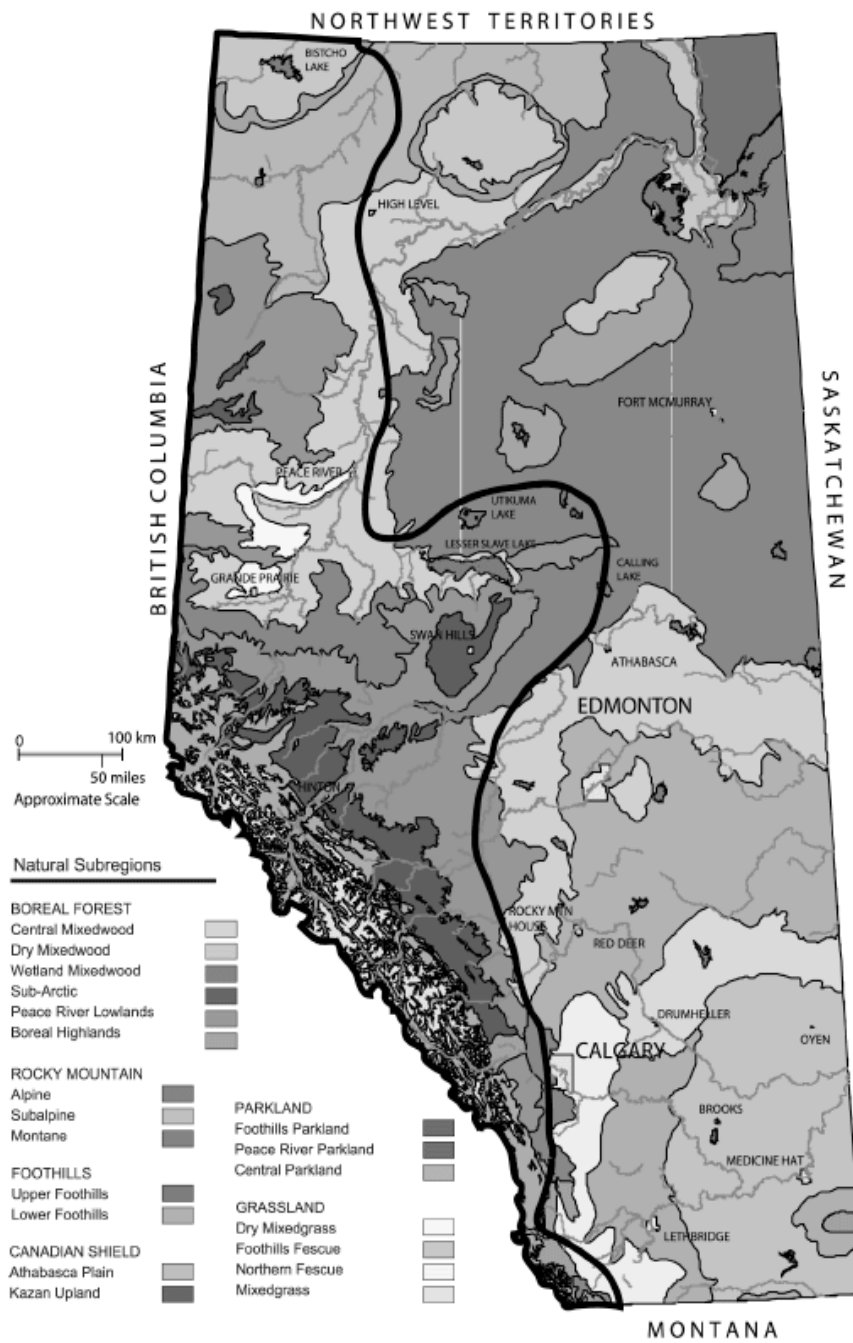 NORTHWEST TERRITORIES
BISTCHO
LAKE
HIGH LEVEL
BRITISH COLUMBIA
SASKATCHEWAN
FORT MCMURRAY
PEACE RIVER
UTIKUMA
LAKE
LESSER SLAVE LAKE
CALLING
LAKE
GRANDE PRAIRIE
SWAN HILLS
ATHABASCA
EDMONTON
0 100 km
50 miles
Approximate Scale
HINTON
ROCKY MTN
HOUSE
RED DEER
DRUMHELLER
OYEN
CALGARY
BROOKS
MEDICINE HAT
LETHBRIDGE
MONTANA
Natural Subregions
BOREAL FOREST
Central Mixedwood
Dry Mixedwood
Wetland Mixedwood
Sub-Arctic
Peace River Lowlands
Boreal Highlands
ROCKY MOUNTAIN
Alpine
Subalpine
Montane
FOOTHILLS
Upper Foothills
Lower Foothills
CANADIAN SHIELD
Athabasca Plain
Kazan Upland
PARKLAND
Foothills Parkland
Peace River Parkland
Central Parkland
GRASSLAND
Dry Mixedgrass
Foothills Fescue
Northern Fescue
Mixedgrass